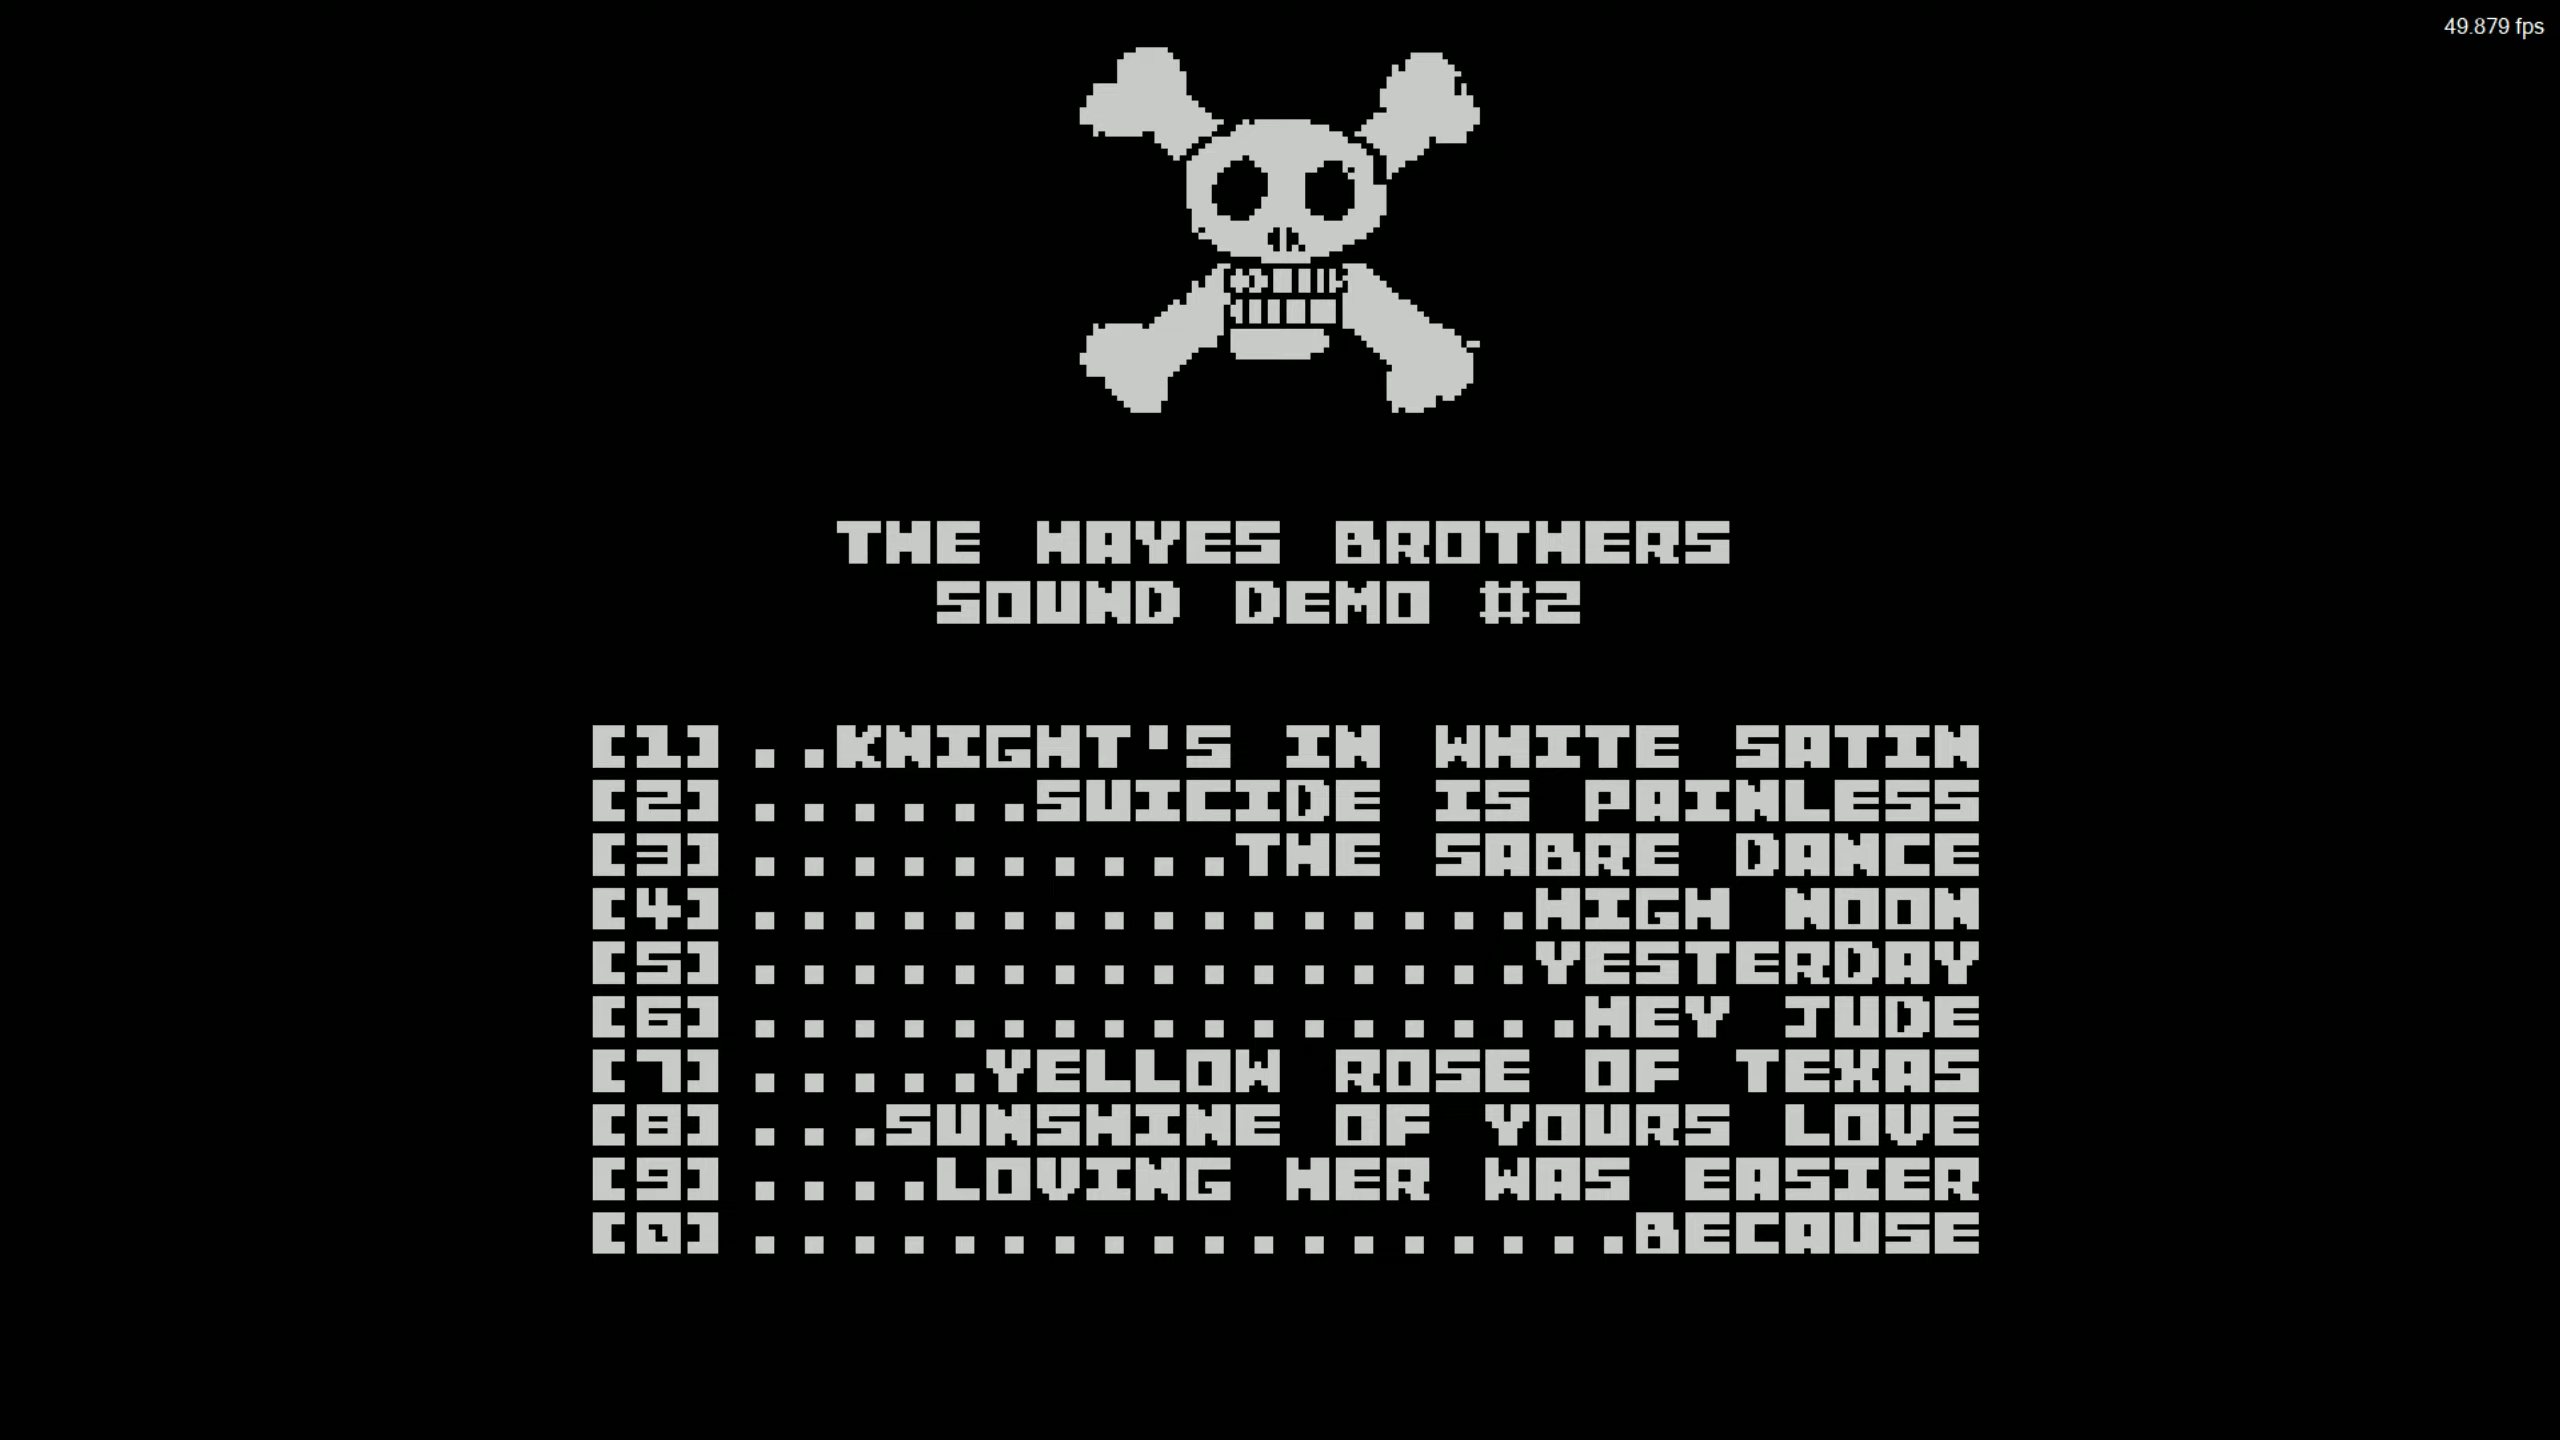 49.879 fps
THE HAYES BROTHERS
SOUND DEMO #2
[1] ..KNIGHT'S IN WHITE SATIN
[2] ......SUICIDE IS PAINLESS
[3] ..........THE SABRE DANCE
[4] ................HIGH NOON
[5] ................YESTERDAY
[6] .................HEY JUDE
[7] .....YELLOW ROSE OF TEXAS
[8] ...SUNSHINE OF YOURS LOVE
[9] ....LOVING HER WAS EASIER
[0] ..................BECAUSE